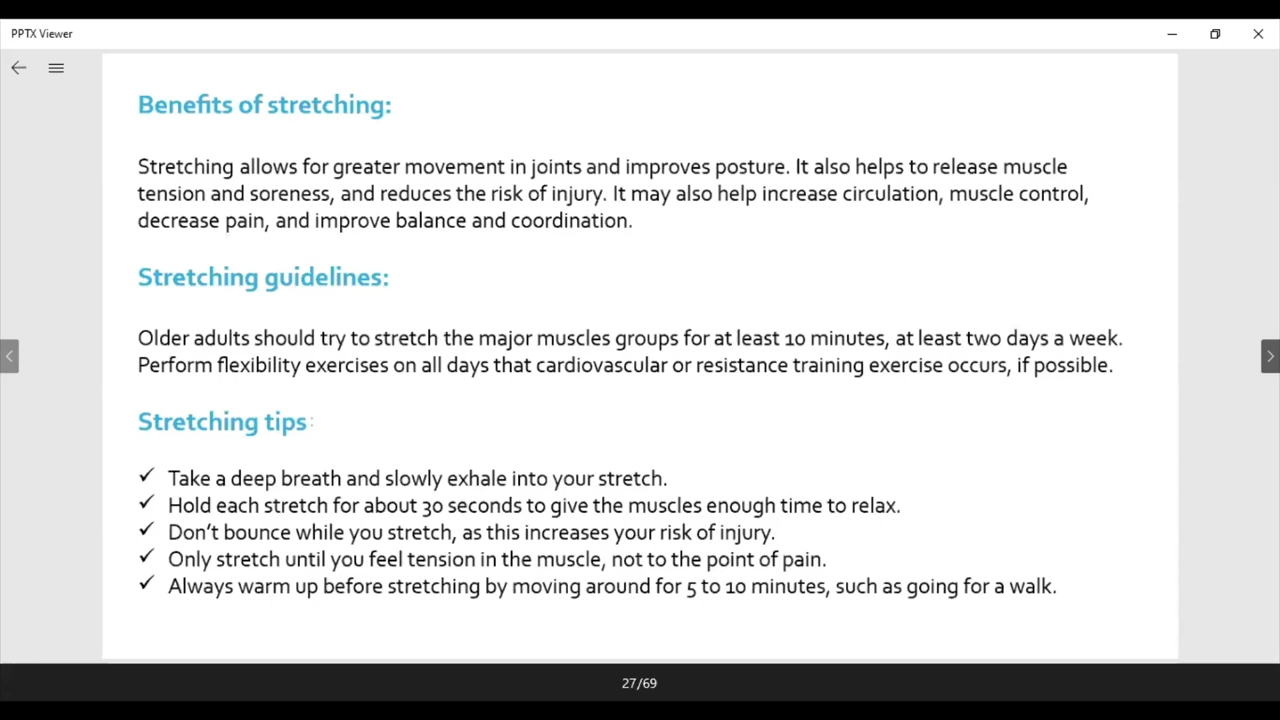 PPTX Viewer
Benefits of stretching:
Stretching allows for greater movement in joints and improves posture. It also helps to release muscle
tension and soreness, and reduces the risk of injury. It may also help increase circulation, muscle control,
decrease pain, and improve balance and coordination.
Stretching guidelines:
Older adults should try to stretch the major muscles groups for at least 10 minutes, at least two days a week.
Perform flexibility exercises on all days that cardiovascular or resistance training exercise occurs, if possible.
Stretching tips:
✓ Take a deep breath and slowly exhale into your stretch.
✓ Hold each stretch for about 30 seconds to give the muscles enough time to relax.
✓ Don't bounce while you stretch, as this increases your risk of injury.
✓ Only stretch until you feel tension in the muscle, not to the point of pain.
✓ Always warm up before stretching by moving around for 5 to 10 minutes, such as going for a walk.
27/69